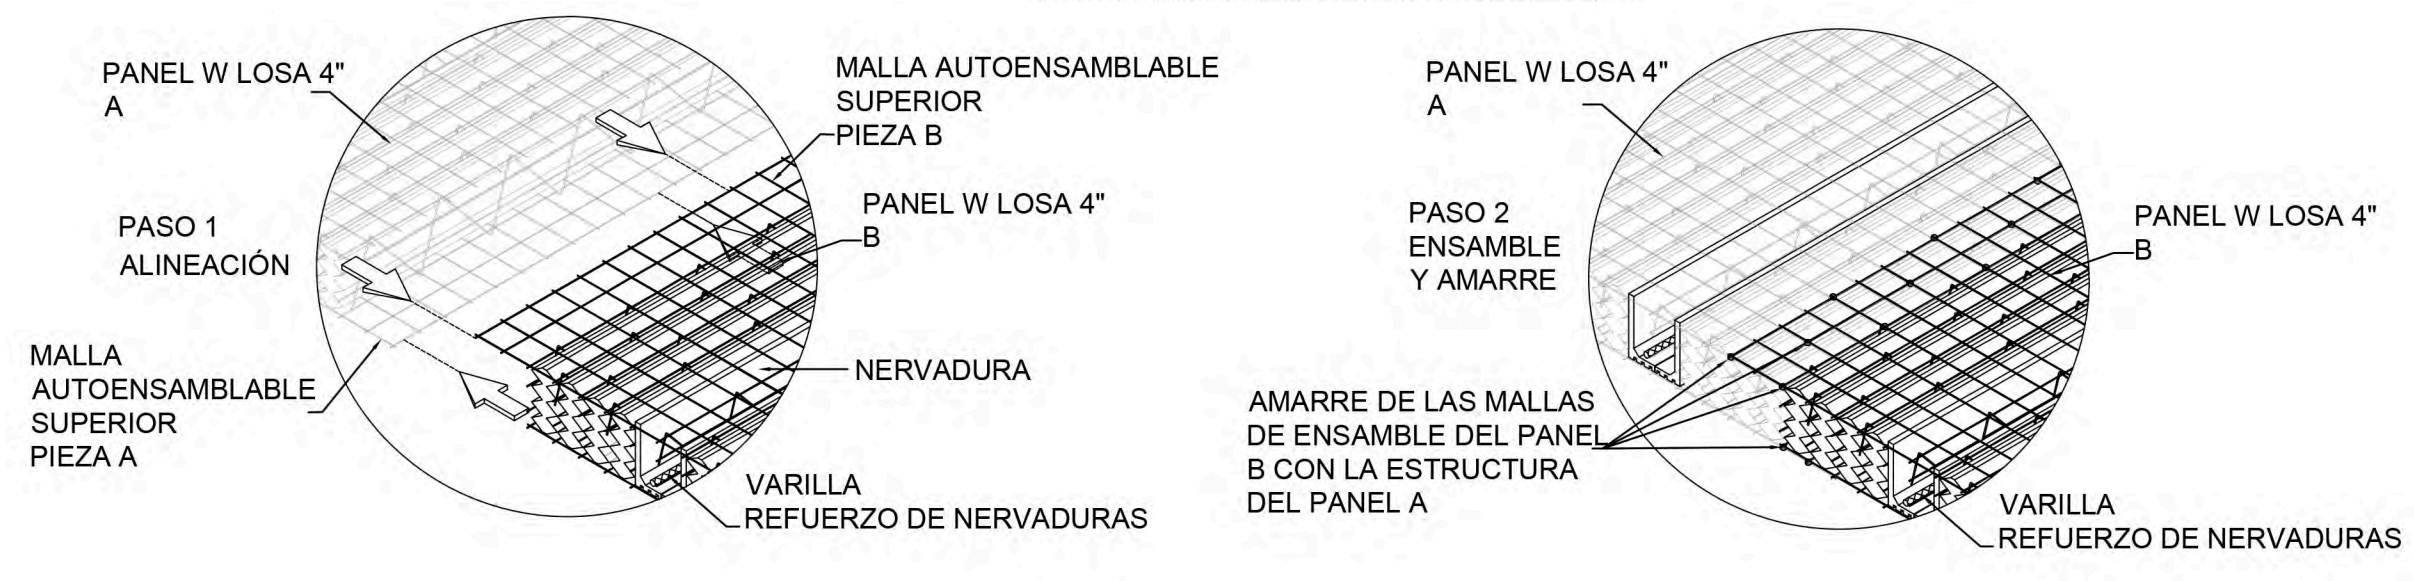 PANEL W LOSA 4"
A
MALLA AUTOENSAMBLABLE
SUPERIOR
PIEZA B
PANEL W LOSA 4"
B
PASO 1
ALINEACIÓN
MALLA
AUTOENSAMBLABLE
SUPERIOR
PIEZA A
NERVADURA
VARILLA
REFUERZO DE NERVADURAS
PANEL W LOSA 4"
A
PASO 2
ENSAMBLE
Y AMARRE
PANEL W LOSA 4"
B
AMARRE DE LAS MALLAS
DE ENSAMBLE DEL PANEL
B CON LA ESTRUCTURA
DEL PANEL A
VARILLA
REFUERZO DE NERVADURAS